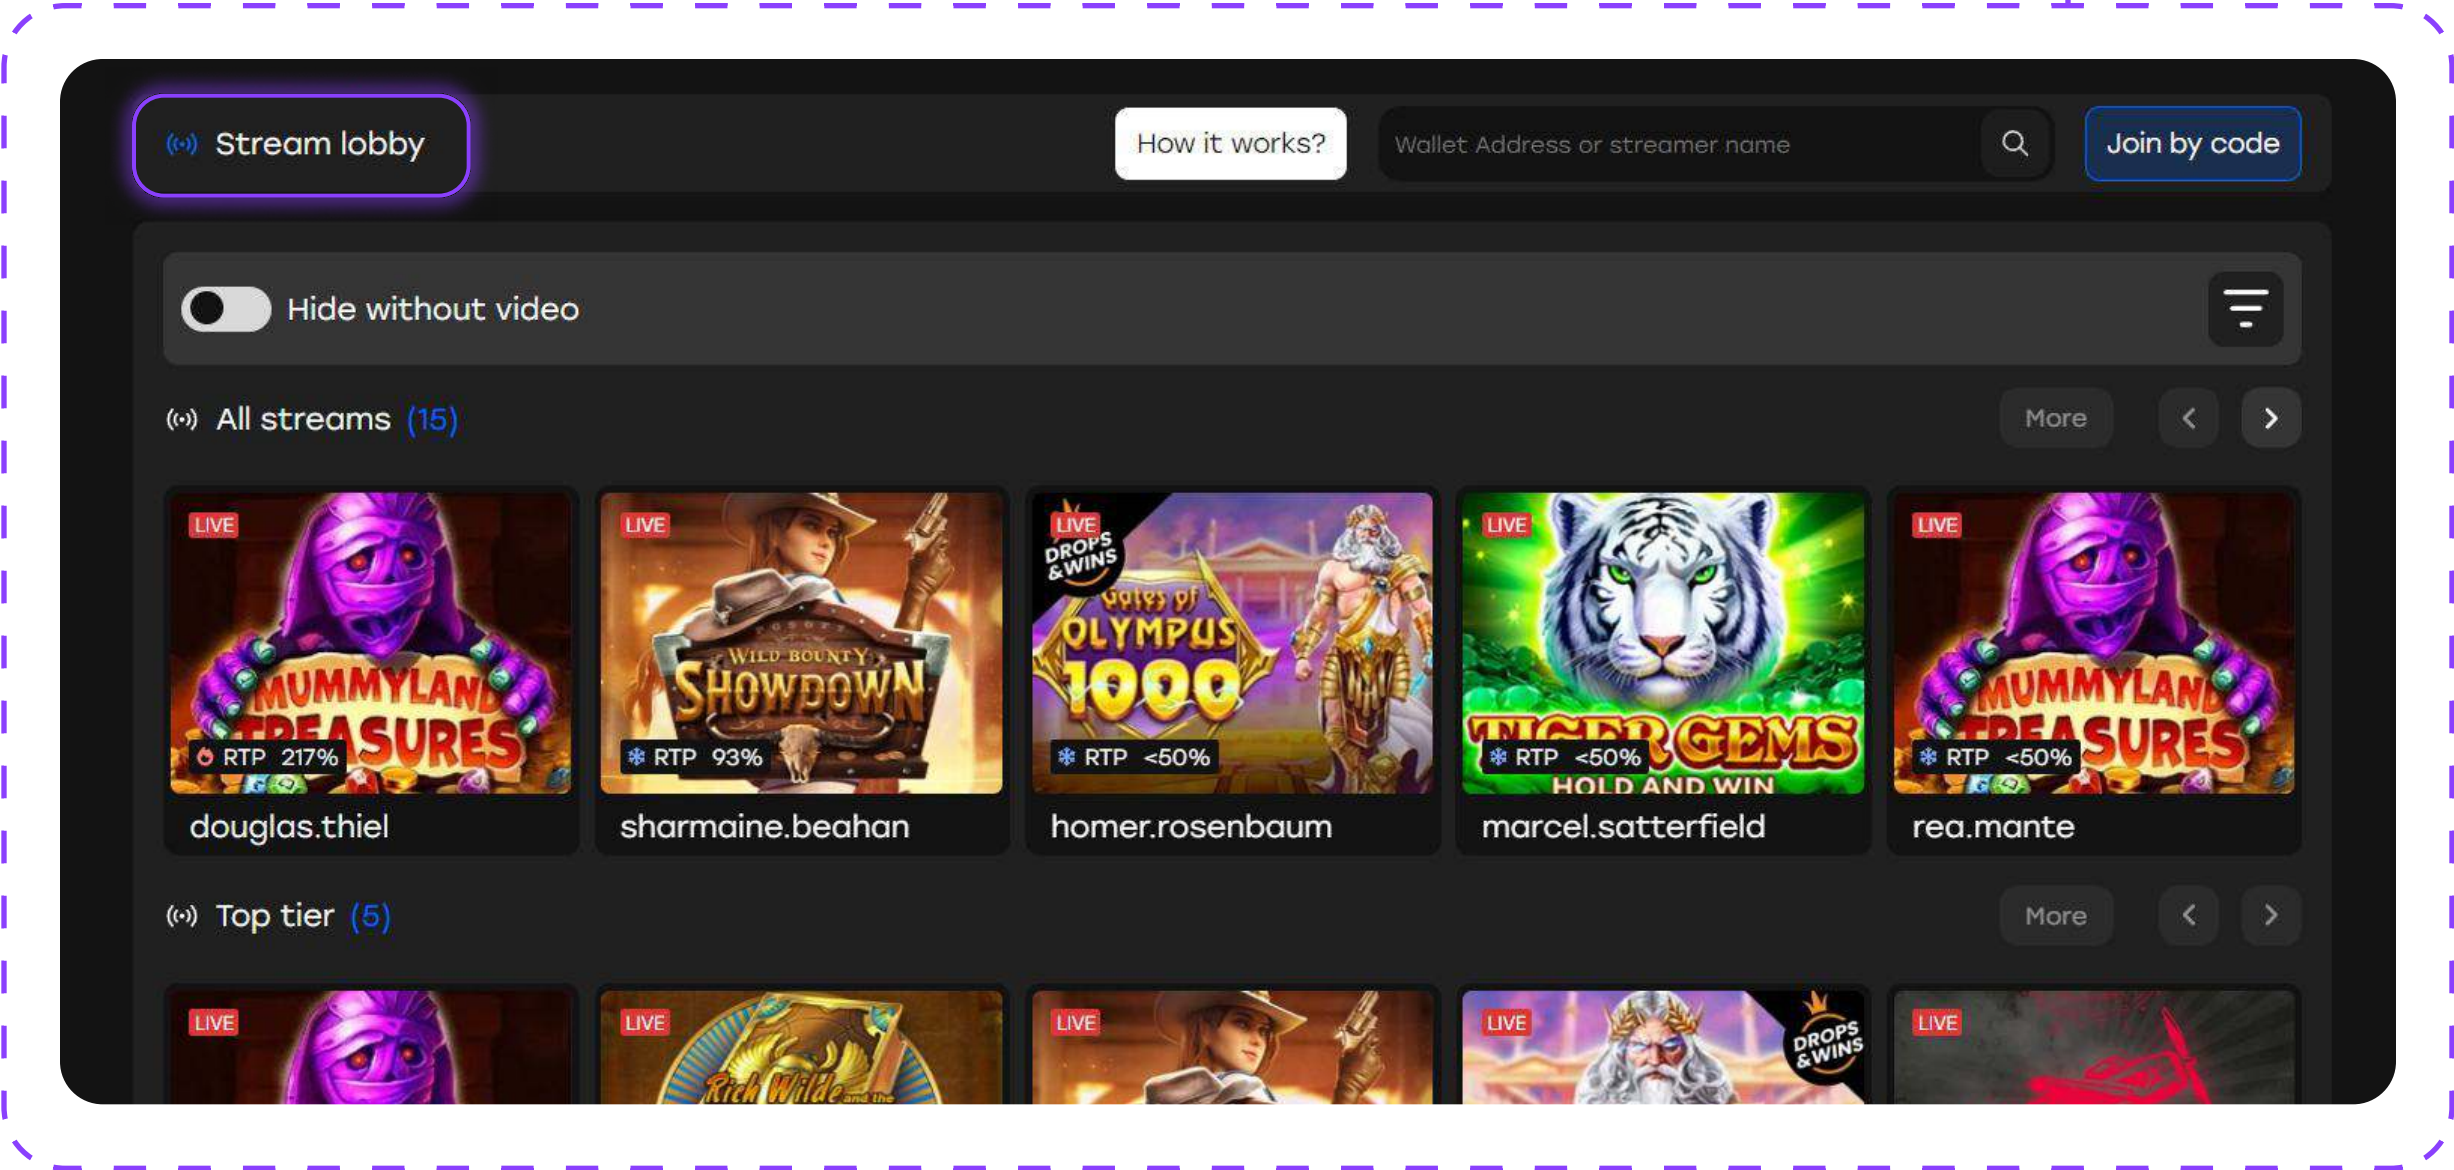 Stream lobby
How it works?
Wallet Address or streamer name
Join by code
Hide without video
All streams (15)
More
LIVE
MUMMYLAND
TREASURES
RTP 217%
douglas.thiel
LIVE
WILD BOUNTY
SHOWDOWN
RTP 93%
sharmaine.beahan
LIVE
DROPS
& WINS
Gates of
OLYMPUS
1000
RTP <50%
homer.rosenbaum
LIVE
TIGER GEMS
HOLD AND WIN
RTP <50%
marcel.satterfield
LIVE
MUMMYLAND
TREASURES
RTP <50%
rea.mante
Top tier (5)
More
LIVE
LIVE
Rich Wilde and the
LIVE
LIVE
DROPS
& WINS
LIVE